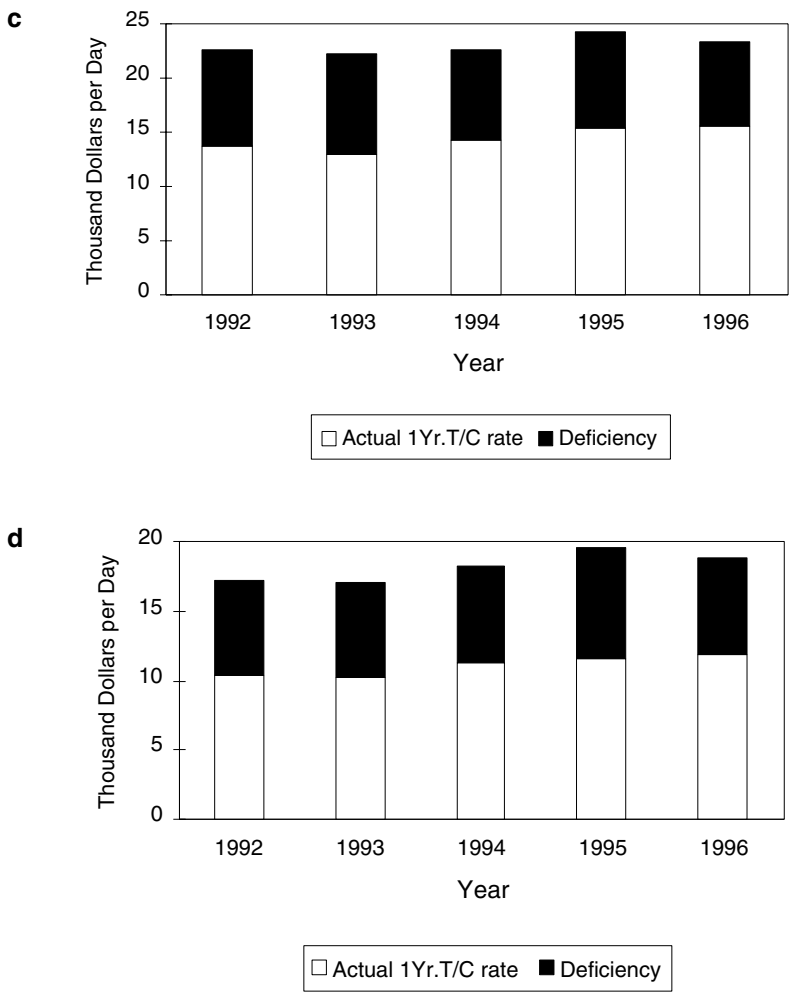 c
Thousand Dollars per Day
25
20
15
10
5
0
1992 1993 1994 1995 1996
Year
Actual 1Yr.T/C rate Deficiency
d
Thousand Dollars per Day
20
15
10
5
0
1992 1993 1994 1995 1996
Year
Actual 1Yr.T/C rate Deficiency